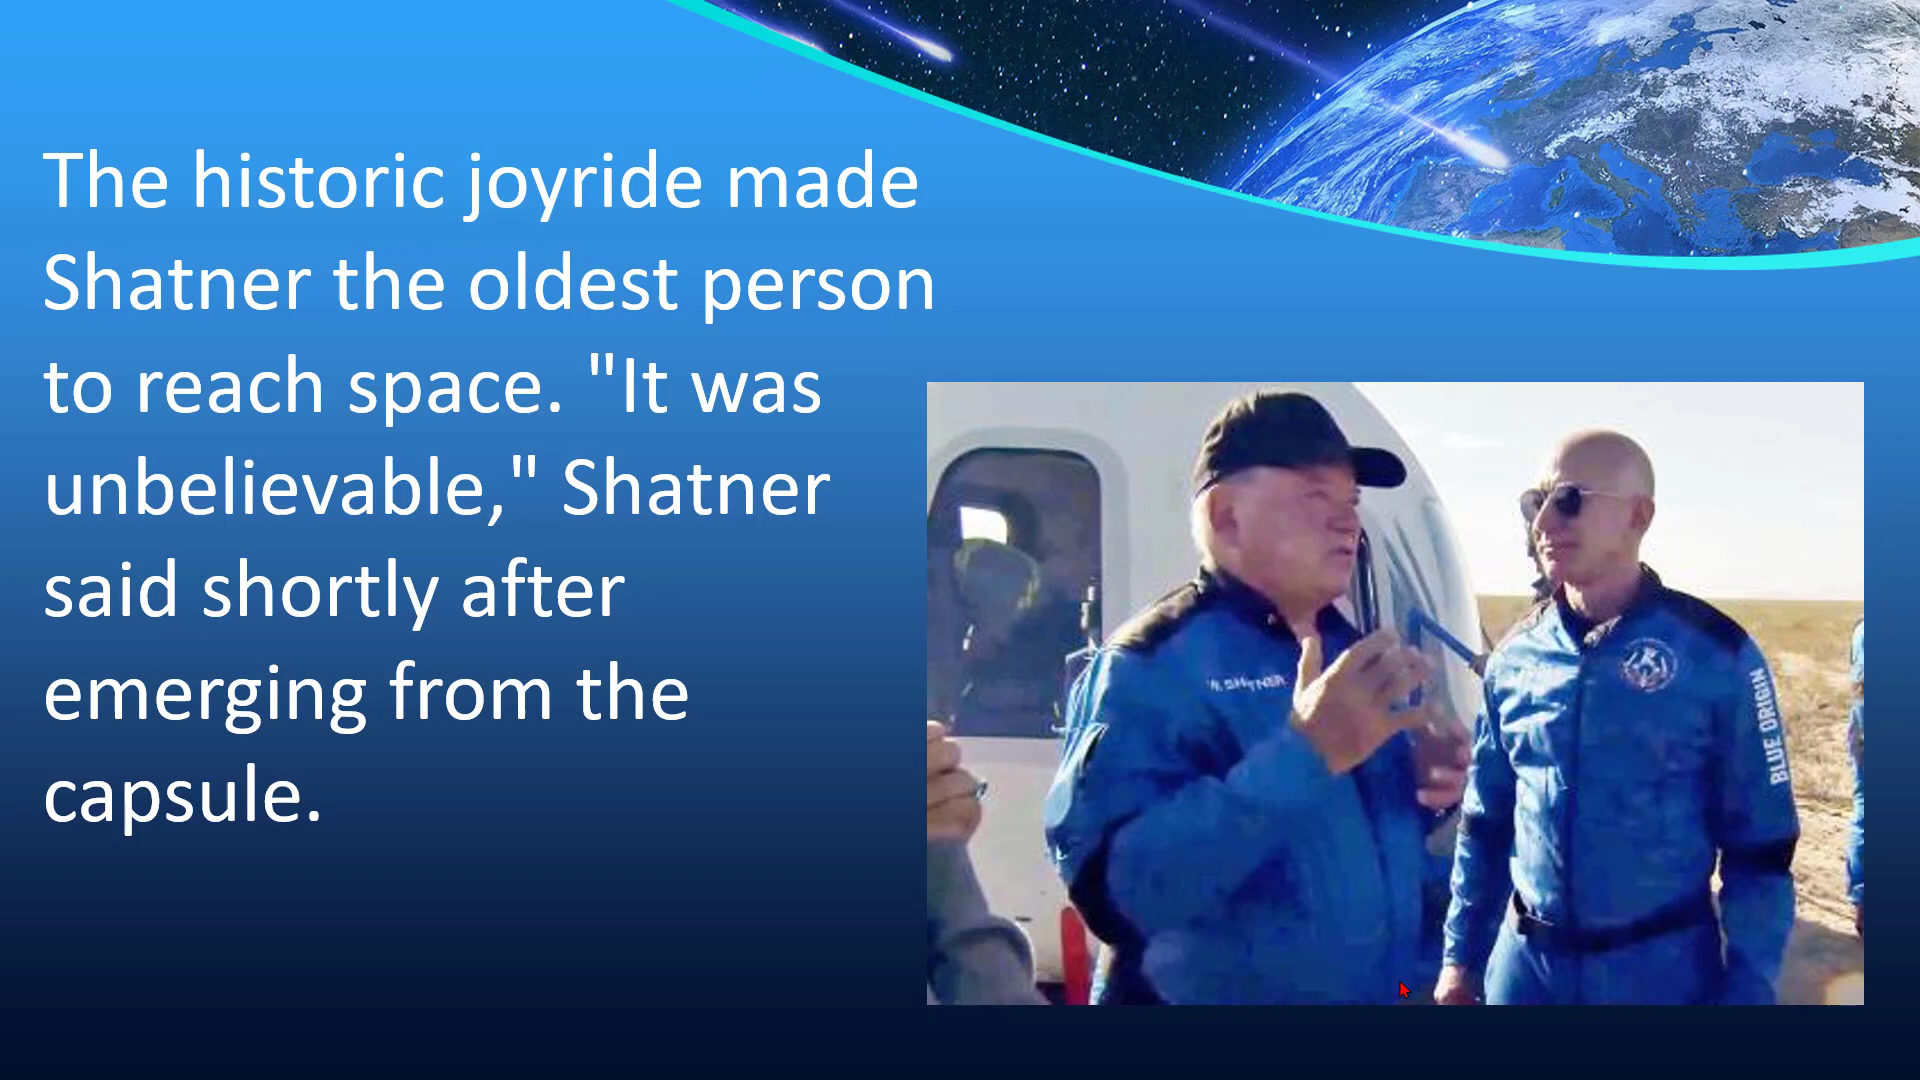 The historic joyride made
Shatner the oldest person
to reach space. "It was
unbelievable," Shatner
said shortly after
emerging from the
capsule.
W. SHATNER
BLUE ORIGIN